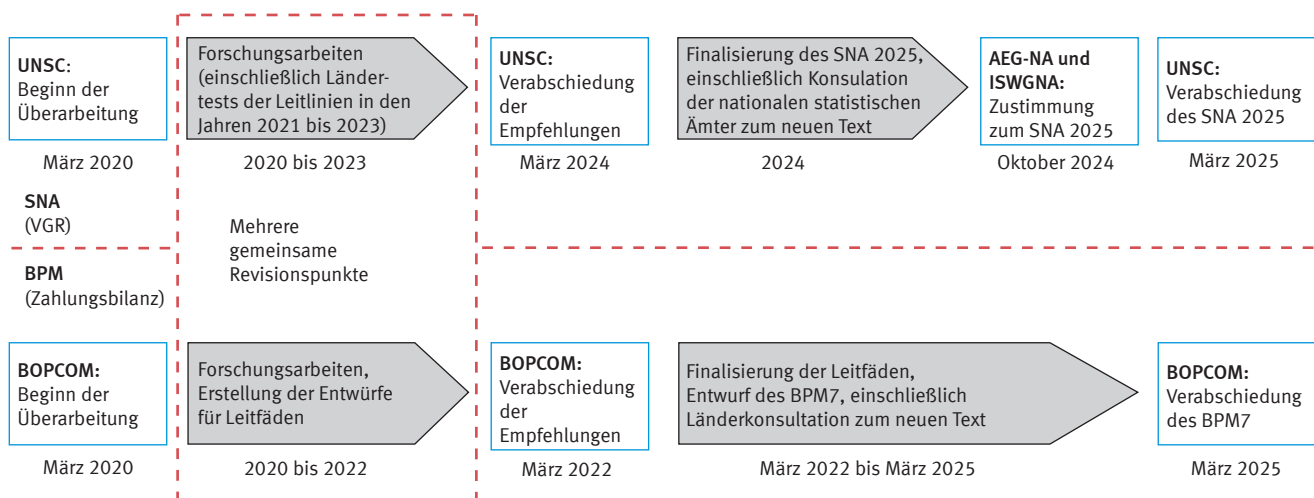 UNSC:
Beginn der
Überarbeitung
März 2020
Forschungsarbeiten
(einschließlich Länder-
tests der Leitlinien in den
Jahren 2021 bis 2023)
2020 bis 2023
UNSC:
Verabschiedung
der
Empfehlungen
März 2024
Finalisierung des SNA 2025,
einschließlich Konsulation
der nationalen statistischen
Ämter zum neuen Text
2024
AEG-NA und
ISWGNA:
Zustimmung
zum SNA 2025
Oktober 2024
UNSC:
Verabschiedung
des SNA 2025
März 2025
SNA
(VGR)
Mehrere
gemeinsame
Revisionspunkte
BPM
(Zahlungsbilanz)
BOPCOM:
Beginn der
Überarbeitung
März 2020
Forschungsarbeiten,
Erstellung der Entwürfe
für Leitfäden
2020 bis 2022
BOPCOM:
Verabschiedung
der
Empfehlungen
März 2022
Finalisierung der Leitfäden,
Entwurf des BPM7, einschließlich
Länderkonsultation zum neuen Text
März 2022 bis März 2025
BOPCOM:
Verabschiedung
des BPM7
März 2025